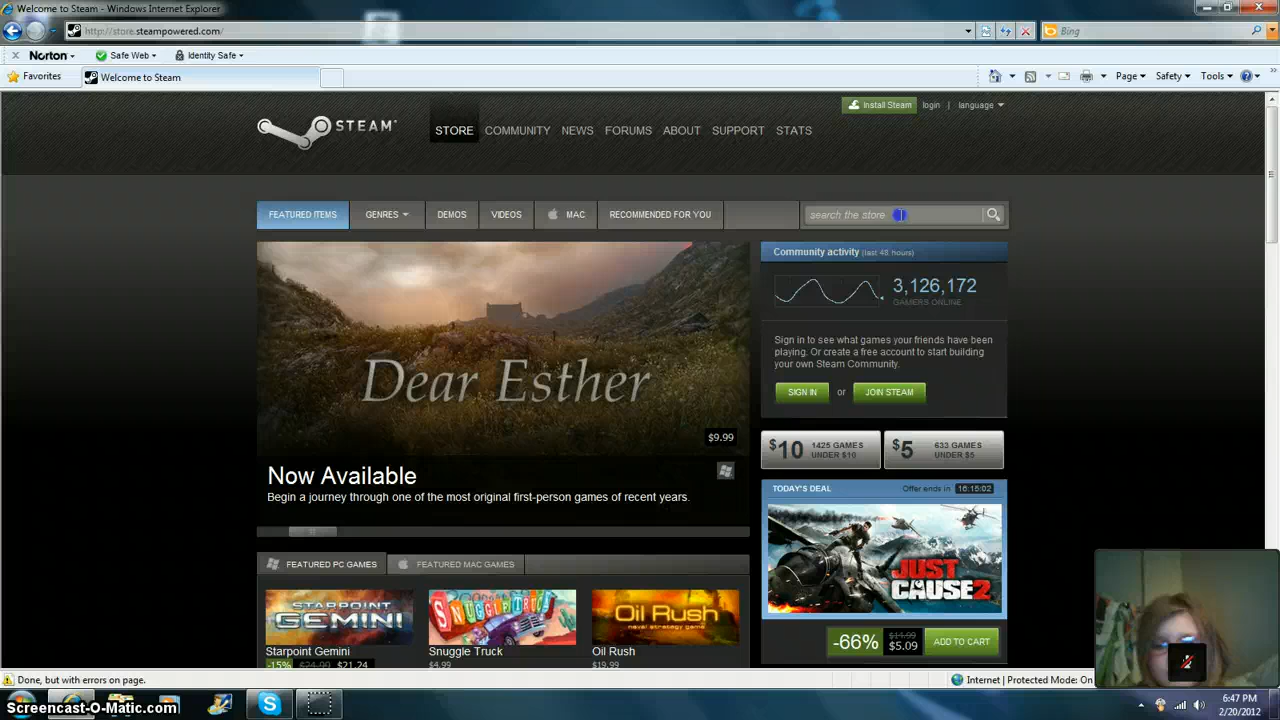 Welcome to Steam - Windows Internet Explorer
http://store.steampowered.com/
Bing
Norton
Safe Web
Identity Safe
Favorites
Welcome to Steam
Page
Safety
Tools
Install Steam
login
language
STEAM
STORE
COMMUNITY
NEWS
FORUMS
ABOUT
SUPPORT
STATS
FEATURED ITEMS
GENRES
DEMOS
VIDEOS
MAC
RECOMMENDED FOR YOU
search the store
Dear Esther
$9.99
Now Available
Begin a journey through one of the most original first-person games of recent years.
Community activity (last 48 hours)
3,126,172
GAMERS ONLINE
Sign in to see what games your friends have been
playing. Or create a free account to start building
your own Steam Community.
SIGN IN or JOIN STEAM
$10 1425 GAMES
UNDER $10
$5 633 GAMES
UNDER $5
TODAY'S DEAL
Offer ends in 16:15:02
JUST
CAUSE 2
-66%
$14.99
$5.09
ADD TO CART
FEATURED PC GAMES
FEATURED MAC GAMES
STARPOINT
GEMINI
SNUGGLE TRUCK
Oil RUSH
naval strategy game
Starpoint Gemini
Snuggle Truck
Oil Rush
-15% $24.99 $21.24
$4.99
$19.99
Done, but with errors on page.
Internet | Protected Mode: On
Screencast-O-Matic.com
6:47 PM
2/20/2012